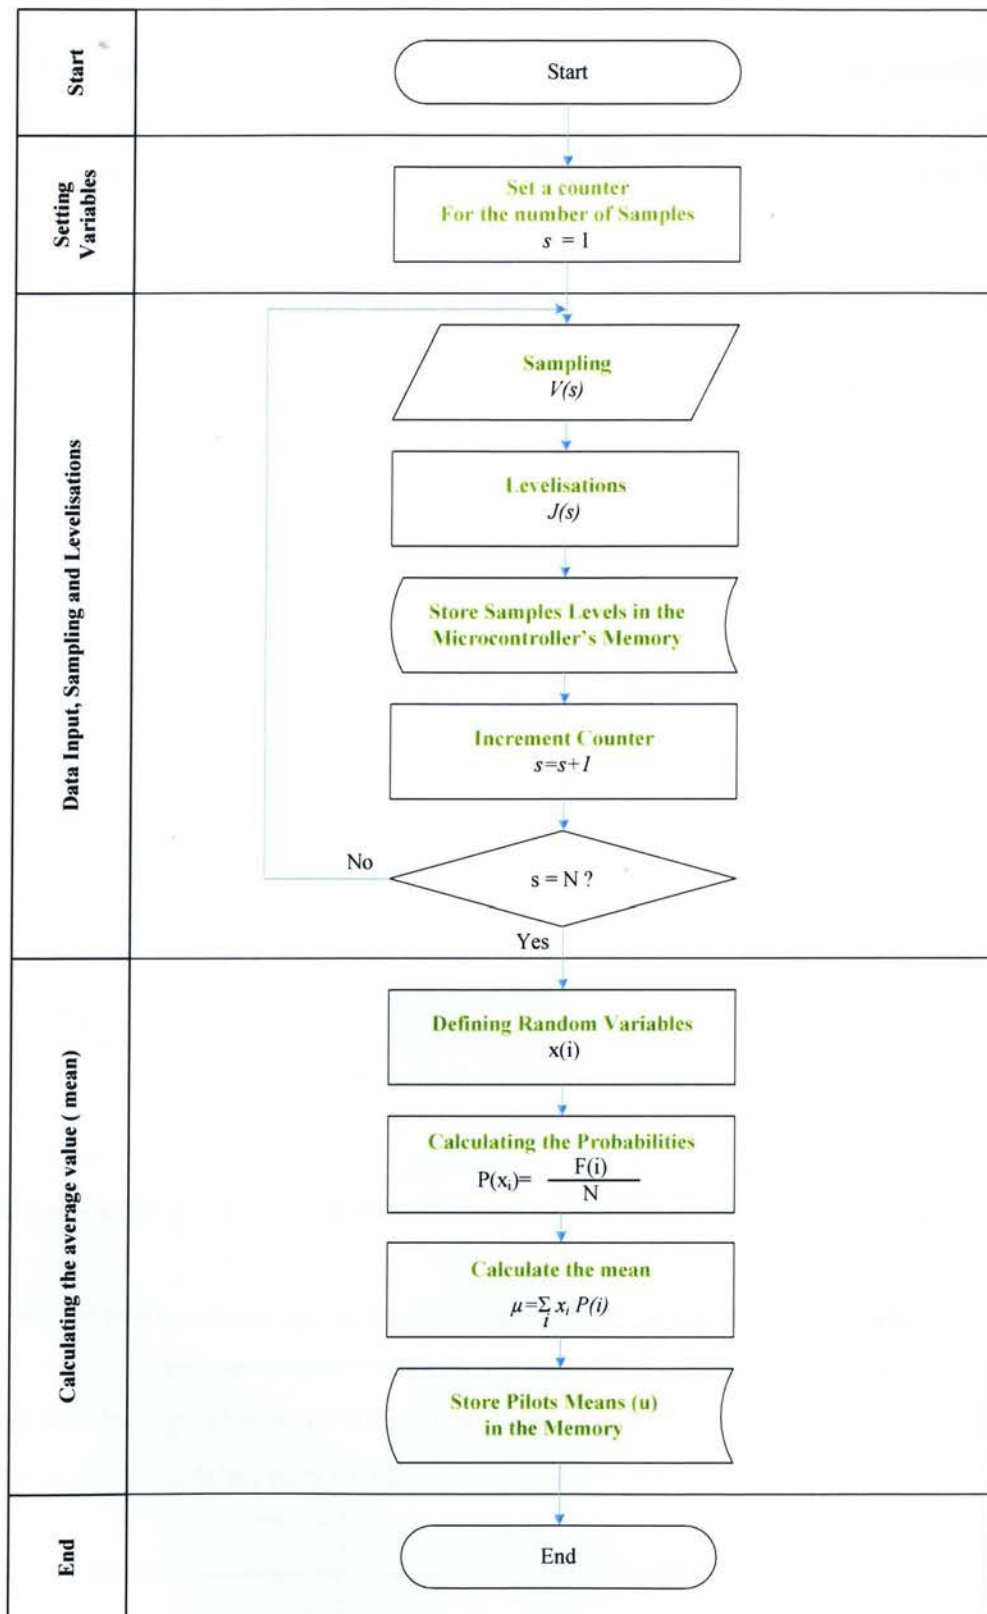 Start
Start
Setting
Variables
Set a counter
For the number of Samples
s = 1
Data Input, Sampling and Levelisations
Sampling
V(s)
Levelisations
J(s)
Store Samples Levels in the
Microcontroller's Memory
Increment Counter
s=s+1
No
s = N ?
Yes
Calculating the average value ( mean)
Defining Random Variables
x(i)
Calculating the Probabilities
P(xᵢ)= F(i)
N
Calculate the mean
μ=Σ xᵢ P(i)
i
Store Pilots Means (u)
in the Memory
End
End